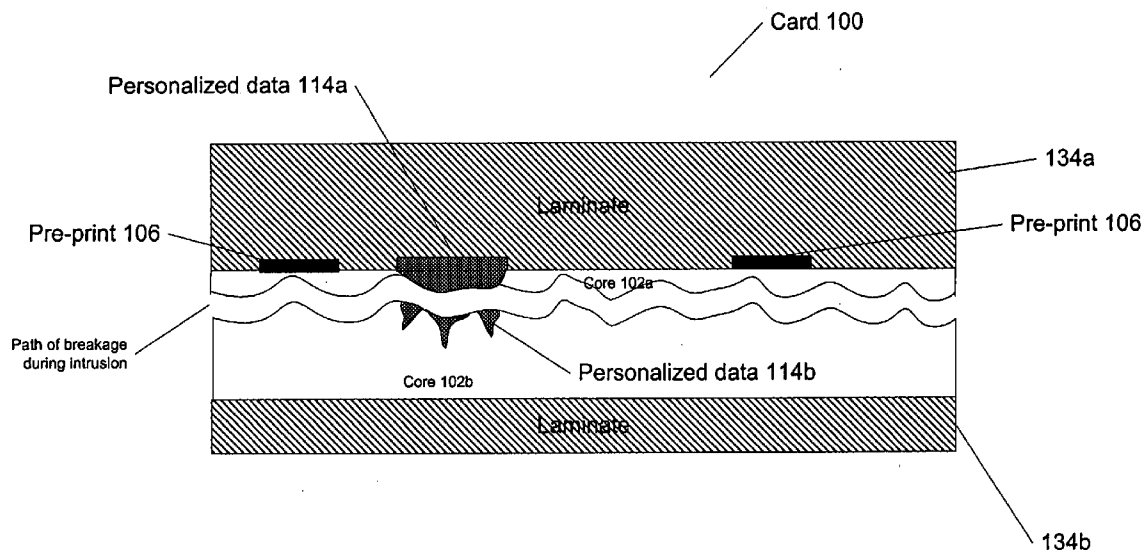 Card 100
Personalized data 114a
134a
Laminate
Pre-print 106
Pre-print 106
Core 102a
Path of breakage
during intrusion
Personalized data 114b
Core 102b
Laminate
134b